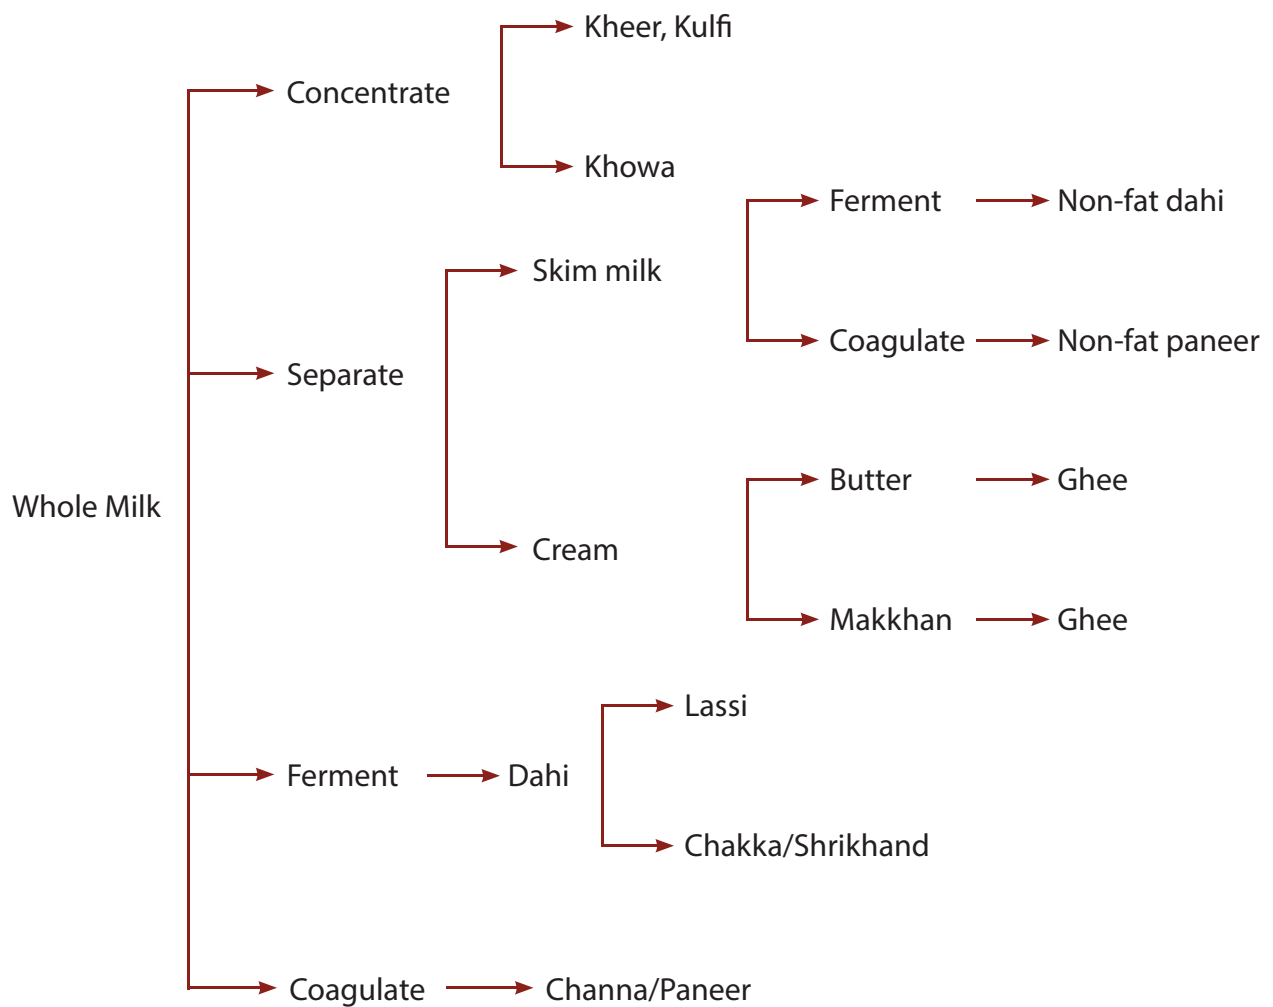 Kheer, Kulfi
Concentrate
Khowa
Ferment
Non-fat dahi
Skim milk
Coagulate
Non-fat paneer
Separate
Butter
Ghee
Whole Milk
Cream
Makkhan
Ghee
Lassi
Ferment
Dahi
Chakka/Shrikhand
Coagulate
Channa/Paneer